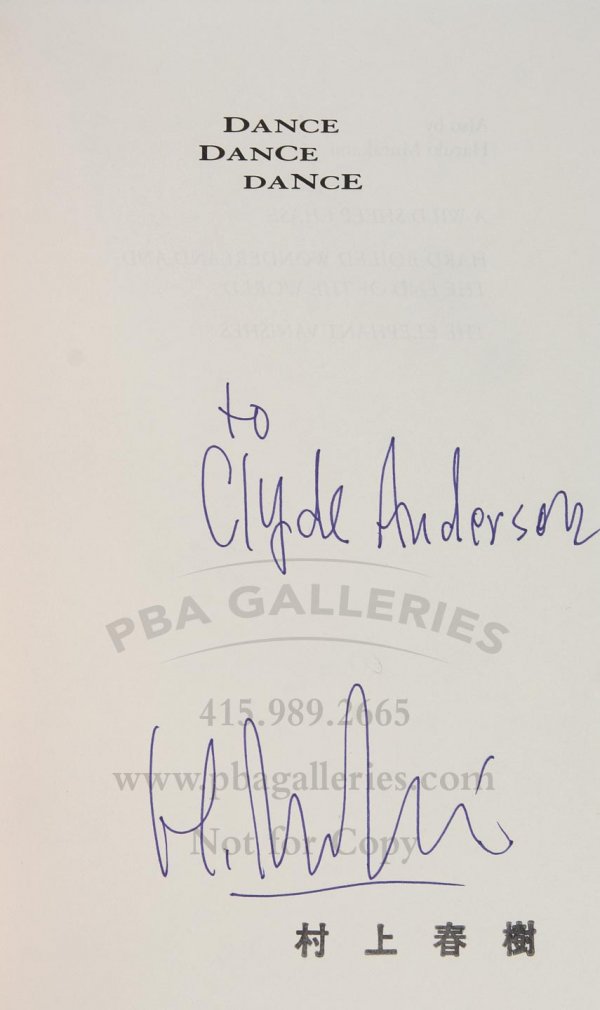 DANCE
DANCE
DANCE
to
Clyde Anderson
PBA GALLERIES
415.989.2665
www.pbagalleries.com
Not for Copy
村上春樹